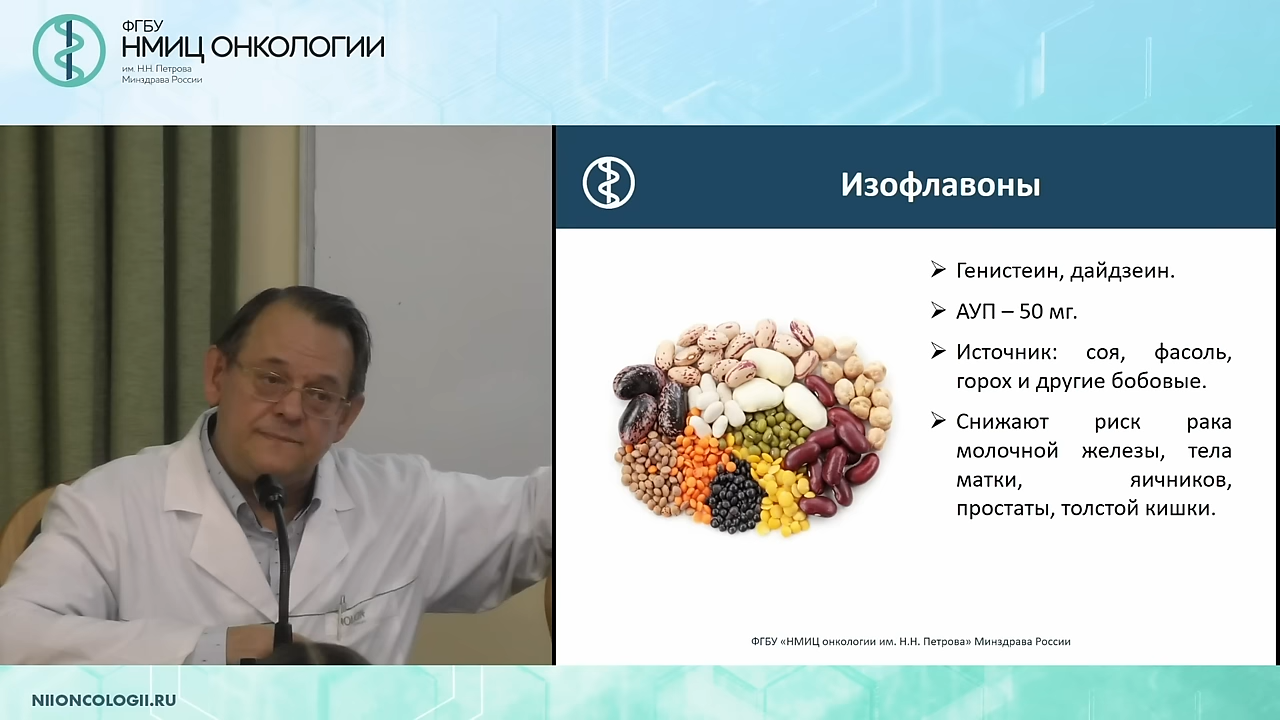 ФГБУ
НМИЦ ОНКОЛОГИИ
им. Н.Н. Петрова
Минздрава России
Изофлавоны
Генистеин, дайдзеин.
АУП – 50 мг.
Источник: соя, фасоль,
горох и другие бобовые.
Снижают риск рака
молочной железы, тела
матки, яичников,
простаты, толстой кишки.
ФГБУ «НМИЦ онкологии им. Н.Н. Петрова» Минздрава России
NIIONCOLOGII.RU